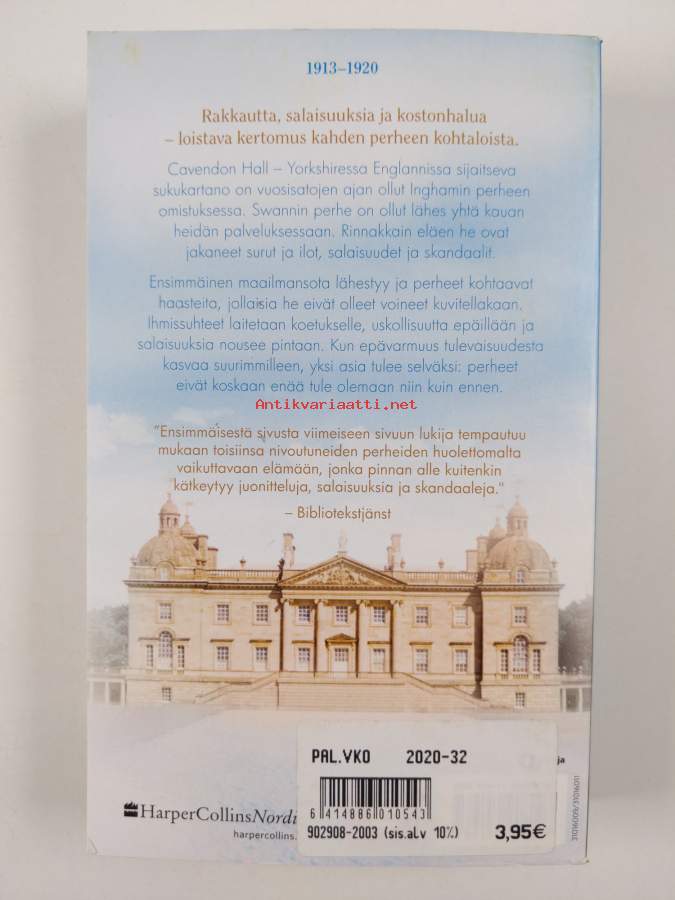 1913–1920
Rakkautta, salaisuuksia ja kostonhalua
– loistava kertomus kahden perheen kohtaloista.
Cavendon Hall – Yorkshiressa Englannissa sijaitseva
sukukartano on vuosisatojen ajan ollut Inghamin perheen
omistuksessa. Swannin perhe on ollut lähes yhtä kauan
heidän palveluksessaan. Rinnakkain eläen he ovat
jakaneet surut ja ilot, salaisuudet ja skandaalit.
Ensimmäinen maailmansota lähestyy ja perheet kohtaavat
haasteita, jollaisia he eivät olleet voineet kuvitellakaan.
Ihmissuhteet laitetaan koetukselle, uskollisuutta epäillään ja
salaisuuksia nousee pintaan. Kun epävarmuus tulevaisuudesta
kasvaa suurimmilleen, yksi asia tulee selväksi: perheet
eivät koskaan enää tule olemaan niin kuin ennen.
Antikvariaatti.net
"Ensimmäisestä sivusta viimeiseen sivuun lukija tempautuu
mukaan toisiinsa nivoutuneiden perheiden huolettomalta
vaikuttavaan elämään, jonka pinnan alle kuitenkin
kätkeytyy juonitteluja, salaisuuksia ja skandaaleja."
– Bibliotekstjänst
PAL.VKO 2020-32
ja
6 414886 010543
902908-2003 (sis.alv 10%) 3,95€
HarperCollinsNordi
harpercollins.
31016009/31016011